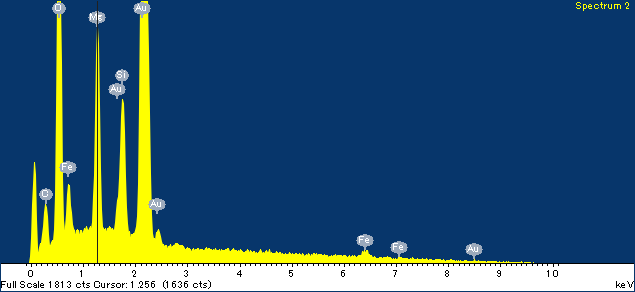 Spectrum 2
O Mg Au
Si
Au
Fe
C
Au
Fe
Fe
Au
0 1 2 3 4 5 6 7 8 9 10
Full Scale 1813 cts Cursor: 1.256 (1636 cts) keV